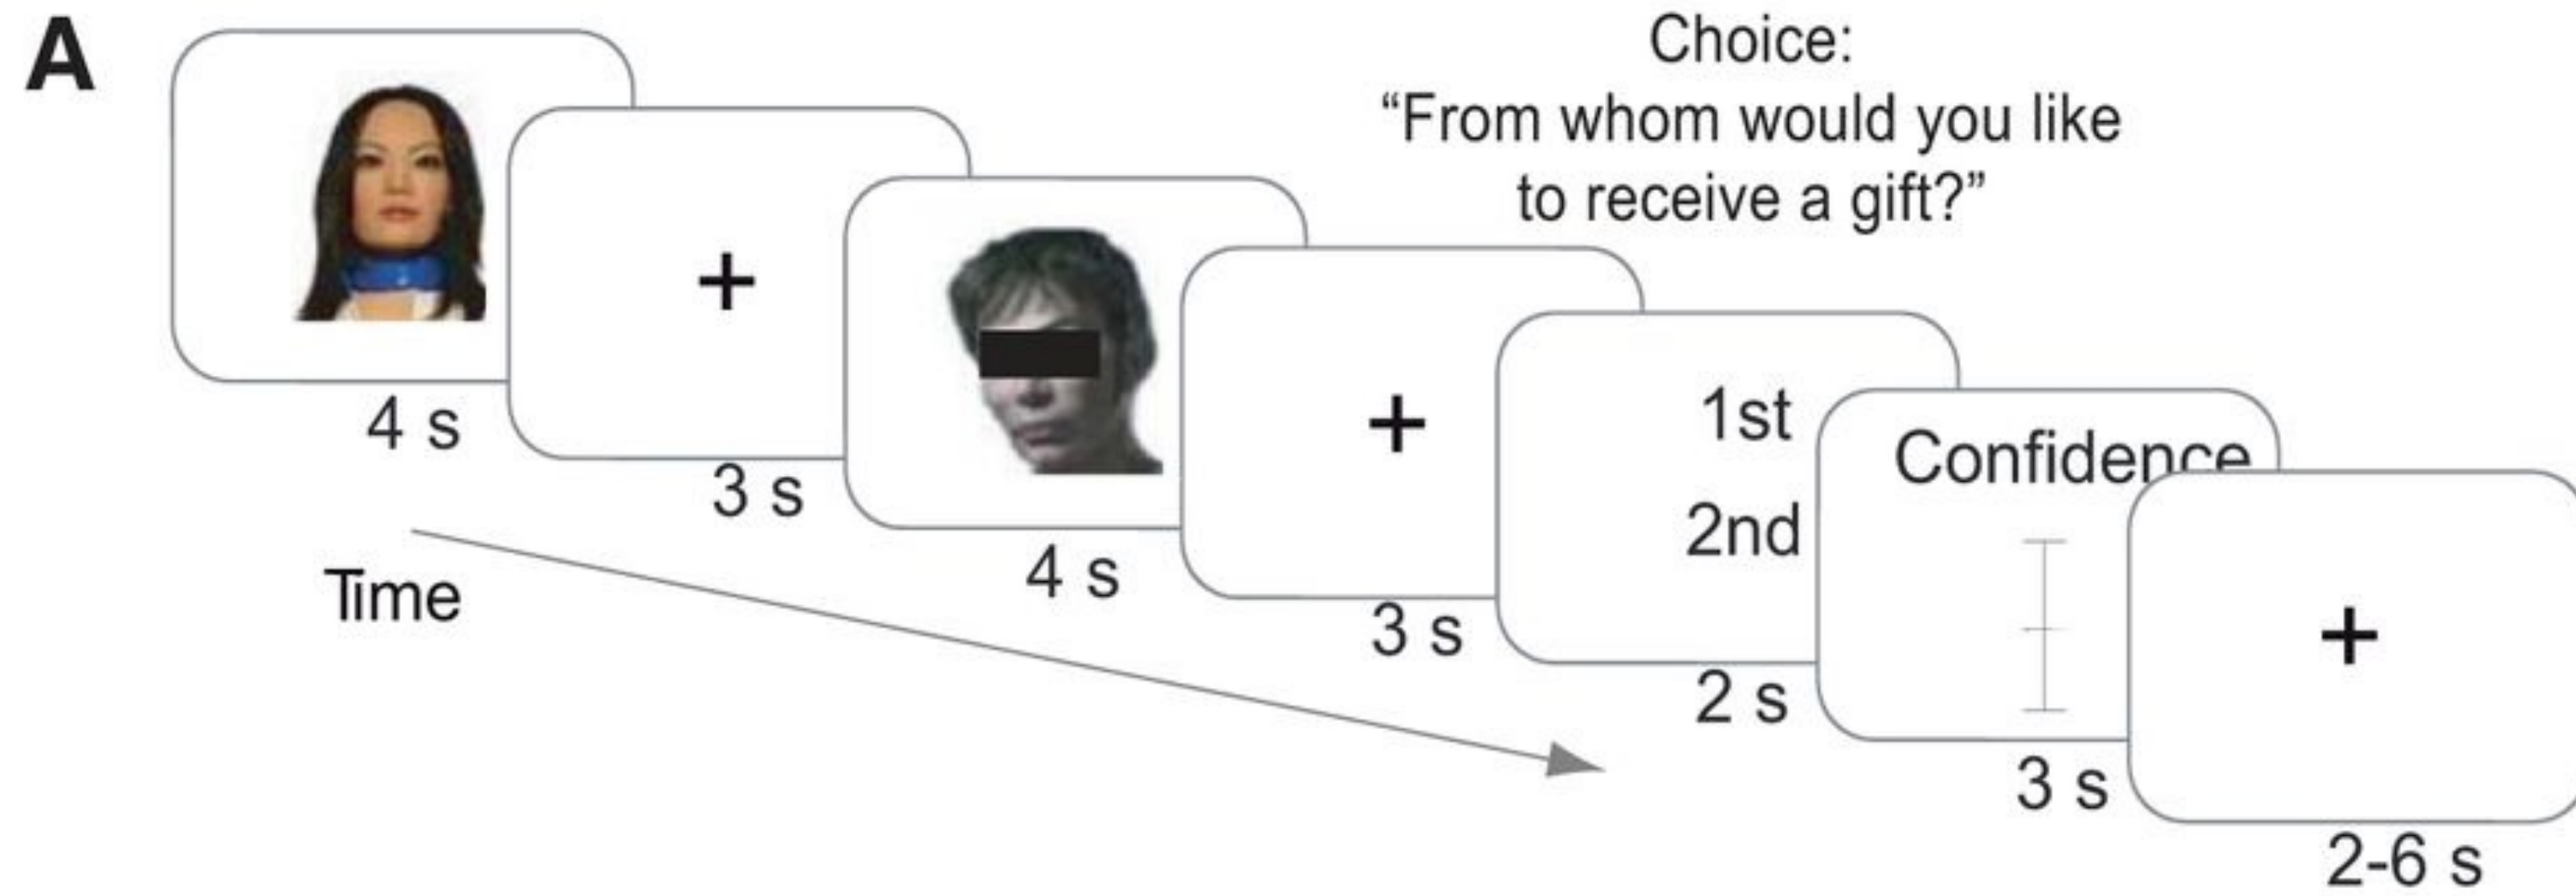 A
Choice:
“From whom would you like
to receive a gift?”
+
4 s
+
3 s
1st
Confidence
2nd
4 s
Time
3 s
+
2 s
3 s
2-6 s